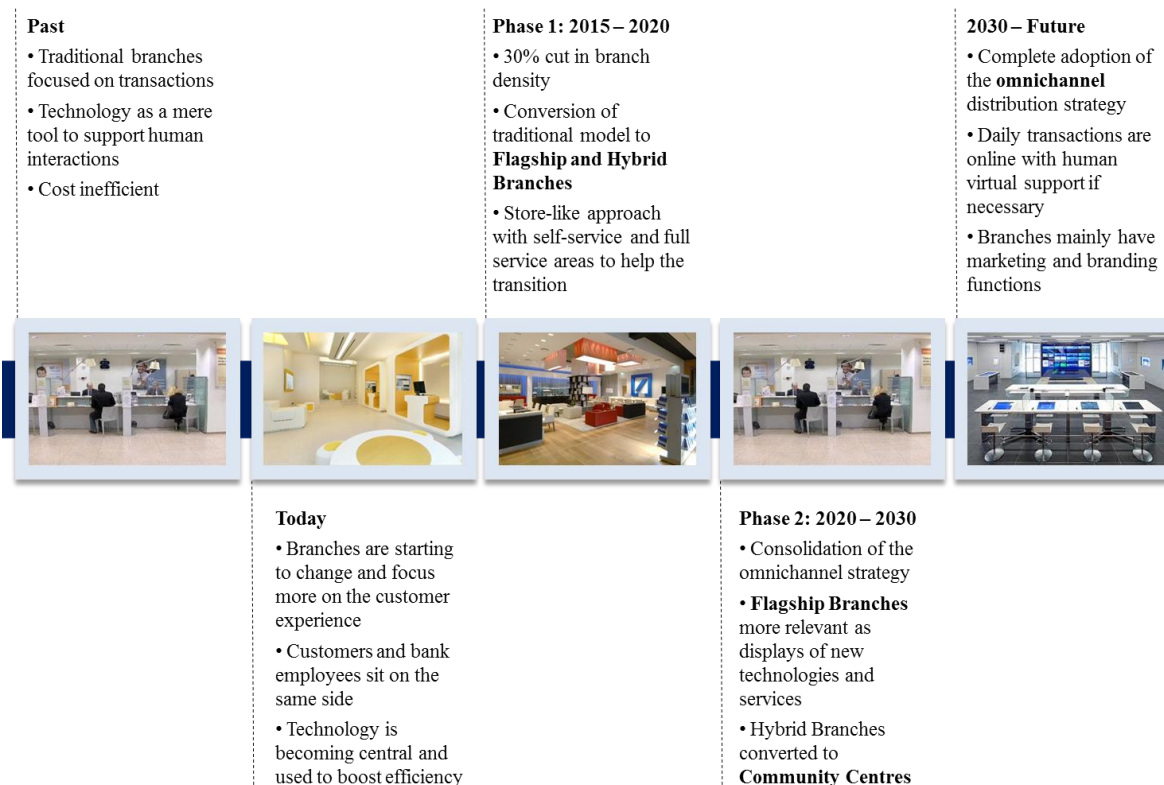 Past
• Traditional branches
focused on transactions
• Technology as a mere
tool to support human
interactions
• Cost inefficient
Phase 1: 2015 – 2020
• 30% cut in branch
density
• Conversion of
traditional model to
Flagship and Hybrid
Branches
• Store-like approach
with self-service and full
service areas to help the
transition
2030 – Future
• Complete adoption of
the omnichannel
distribution strategy
• Daily transactions are
online with human
virtual support if
necessary
• Branches mainly have
marketing and branding
functions
Today
• Branches are starting
to change and focus
more on the customer
experience
• Customers and bank
employees sit on the
same side
• Technology is
becoming central and
used to boost efficiency
Phase 2: 2020 – 2030
• Consolidation of the
omnichannel strategy
• Flagship Branches
more relevant as
displays of new
technologies and
services
• Hybrid Branches
converted to
Community Centres